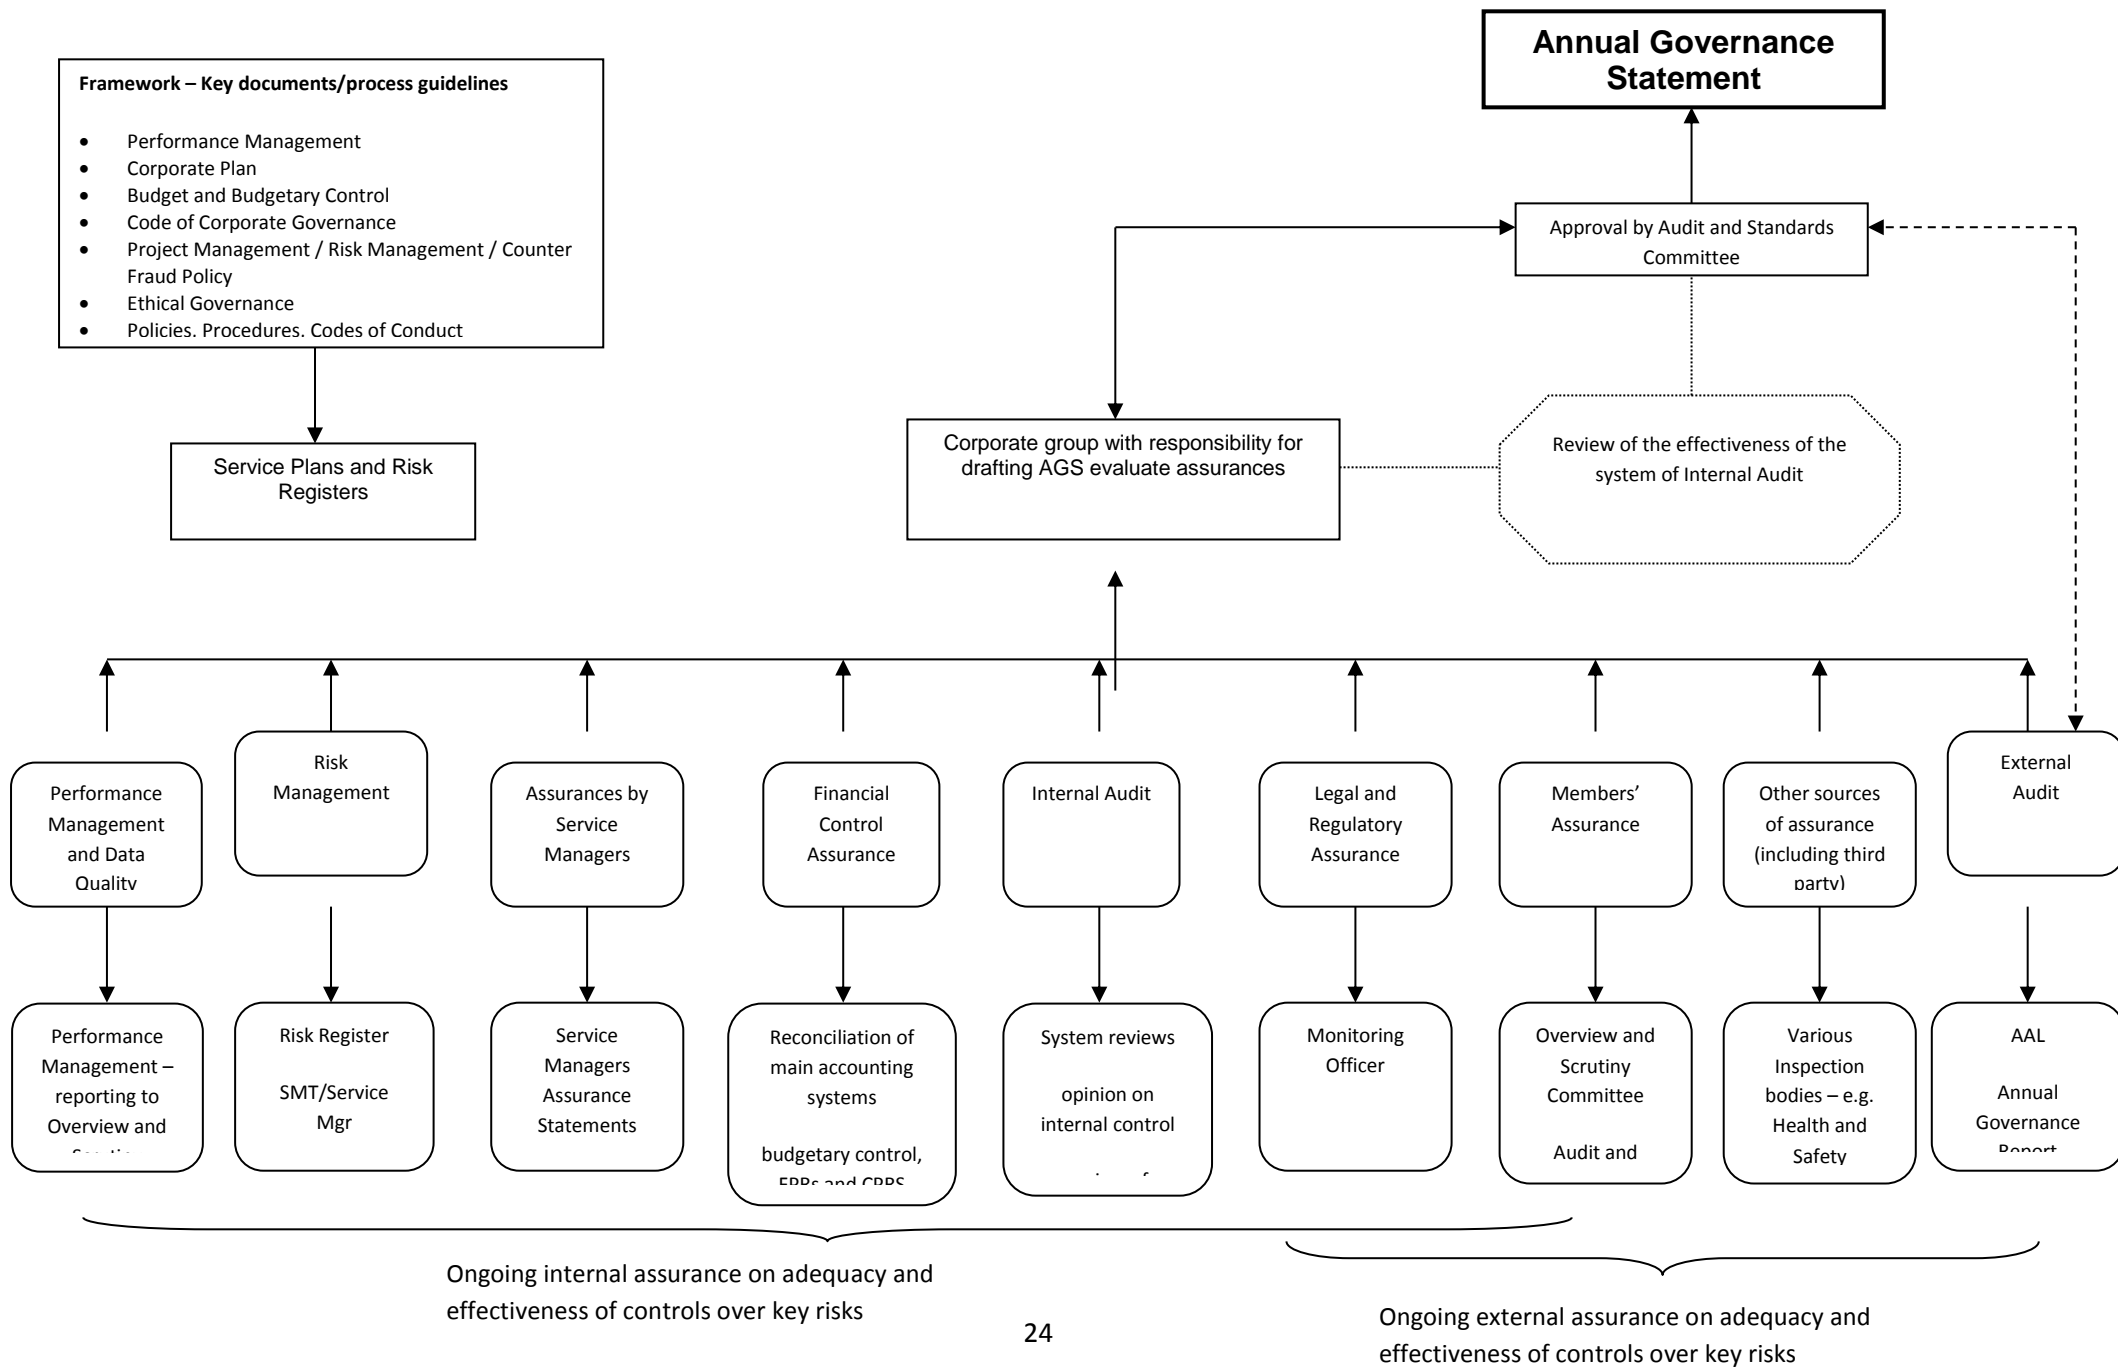 Annual Governance
Statement
Framework – Key documents/process guidelines
• Performance Management
• Corporate Plan
• Budget and Budgetary Control
• Code of Corporate Governance
• Project Management / Risk Management / Counter
Fraud Policy
• Ethical Governance
• Policies. Procedures. Codes of Conduct
Approval by Audit and Standards
Committee
Service Plans and Risk
Registers
Corporate group with responsibility for
drafting AGS evaluate assurances
Review of the effectiveness of the
system of Internal Audit
Performance
Management
and Data
Quality
Risk
Management
Assurances by
Service
Managers
Financial
Control
Assurance
Internal Audit
Legal and
Regulatory
Assurance
Members’
Assurance
Other sources
of assurance
(including third
party)
External
Audit
Performance
Management –
reporting to
Overview and
Risk Register
SMT/Service
Mgr
Service
Managers
Assurance
Statements
Reconciliation of
main accounting
systems
budgetary control,
and
System reviews
opinion on
internal control
Monitoring
Officer
Overview and
Scrutiny
Committee
Audit and
Various
Inspection
bodies – e.g.
Health and
Safety
AAL
Annual
Governance
Report
Ongoing internal assurance on adequacy and
effectiveness of controls over key risks
24
Ongoing external assurance on adequacy and
effectiveness of controls over key risks